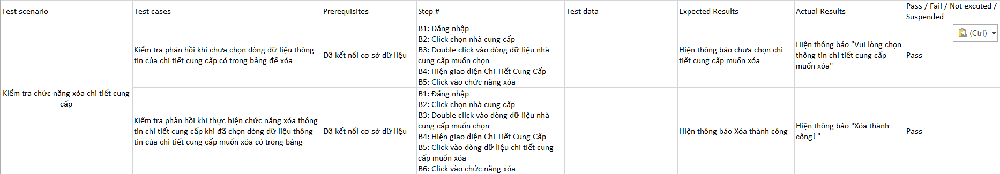 Test scenario
Test cases
Prerequisites
Step #
Test data
Expected Results
Actual Results
Pass / Fail / Not excuted /
Suspended
(Ctrl)
Kiểm tra chức năng xóa chi tiết cung
cấp
Kiểm tra phản hồi khi chưa chọn dòng dữ liệu thông
tin của chi tiết cung cấp có trong bảng để xóa
Đã kết nối cơ sở dữ liệu
B1: Đăng nhập
B2: Click chọn nhà cung cấp
B3: Double click vào dòng dữ liệu nhà
cung cấp muốn chọn
B4: Hiện giao diện Chi Tiết Cung Cấp
B5: Click vào chức năng xóa
Hiện thông báo chưa chọn chi
tiết cung cấp muốn xóa
Hiện thông báo "Vui lòng chọn
thông tin chi tiết cung cấp
muốn xóa"
Pass
Kiểm tra phản hồi khi thực hiện chức năng xóa thông
tin chi tiết cung cấp khi đã chọn dòng dữ liệu thông
tin của chi tiết cung cấp muốn xóa có trong bảng
Đã kết nối cơ sở dữ liệu
B1: Đăng nhập
B2: Click chọn nhà cung cấp
B3: Double click vào dòng dữ liệu nhà
cung cấp muốn chọn
B4: Hiện giao diện Chi Tiết Cung Cấp
B5: Click vào dòng dữ liệu chi tiết cung
cấp muốn xóa
B6: Click vào chức năng xóa
Hiện thông báo Xóa thành công
Hiện thông báo "Xóa thành
công! "
Pass